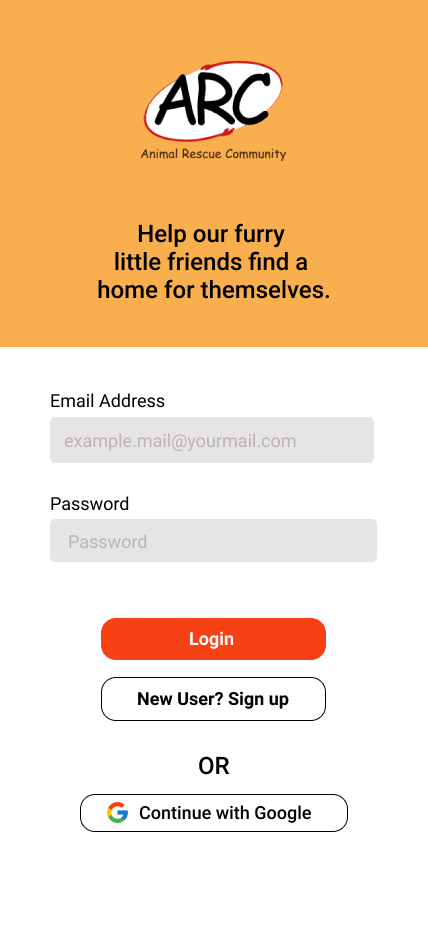 ARC
Animal Rescue Community
Help our furry
little friends find a
home for themselves.
Email Address
example.mail@yourmail.com
Password
Password
Login
New User? Sign up
OR
Continue with Google